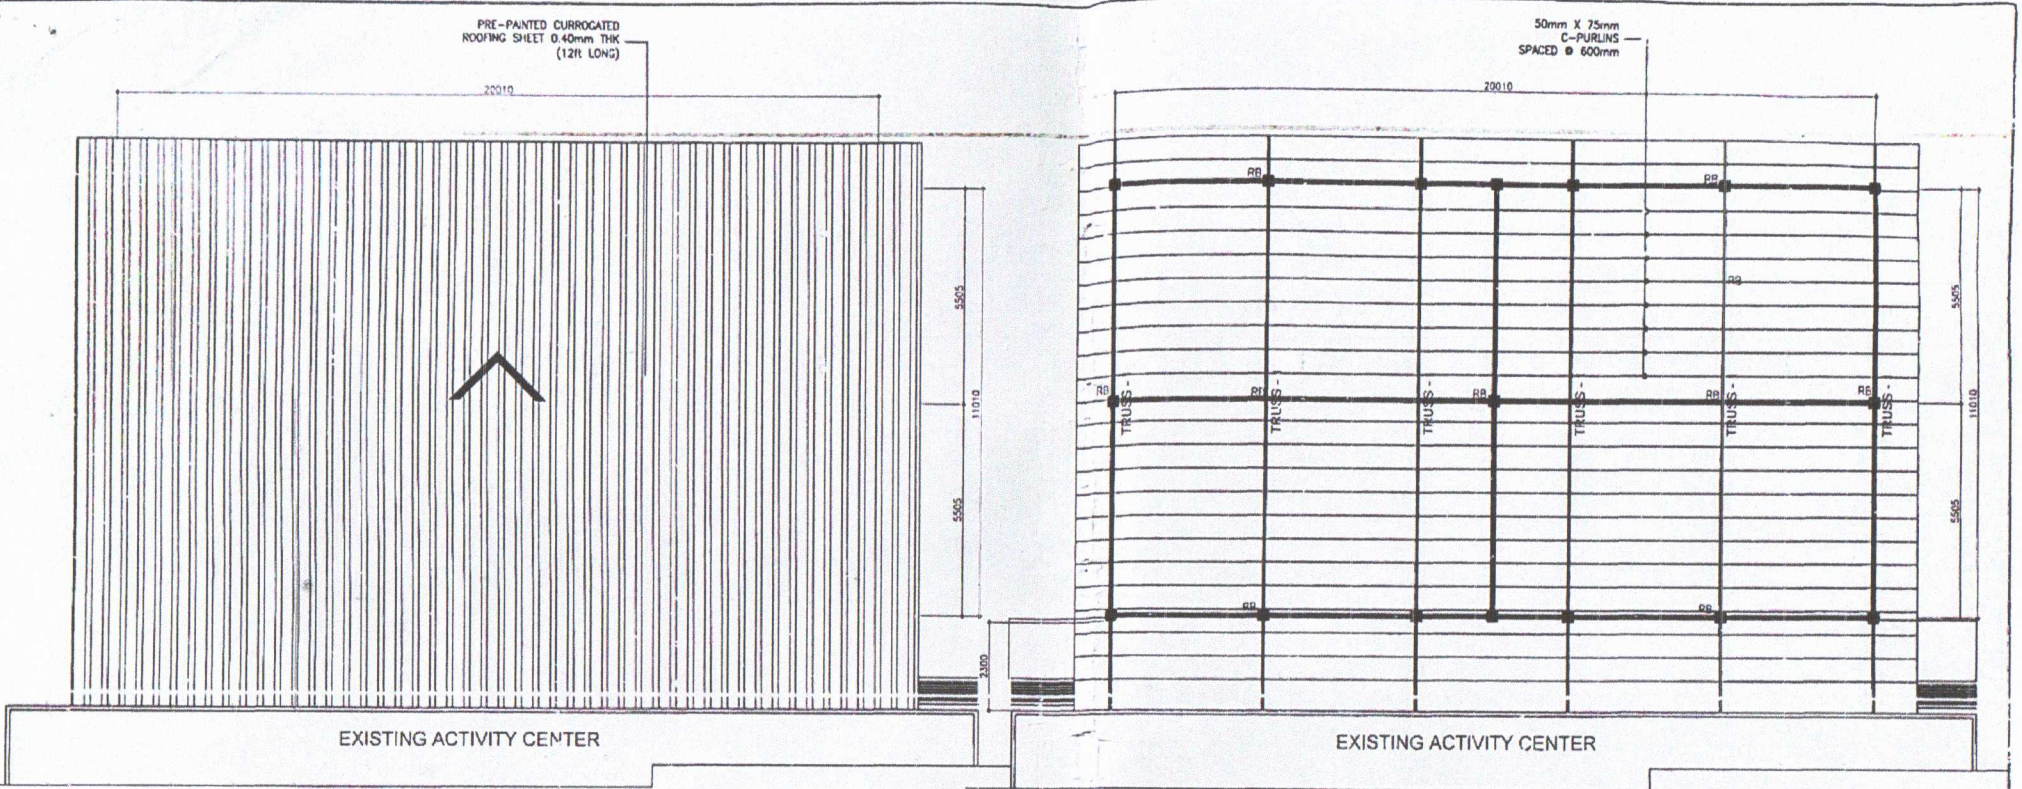 PRE-PAINTED CURROGATED
ROOFING SHEET 0.40mm THK
(12ft LONG)
20010
5505
11010
5505
2300
EXISTING ACTIVITY CENTER
50mm X 75mm
C-PURLINS
SPACED @ 600mm
20010
RB
RB
RB
RB
RB
RB
RB
RB
TRUSS -
TRUSS -
TRUSS -
TRUSS -
TRUSS -
TRUSS -
RB
RB
5505
11010
5505
EXISTING ACTIVITY CENTER